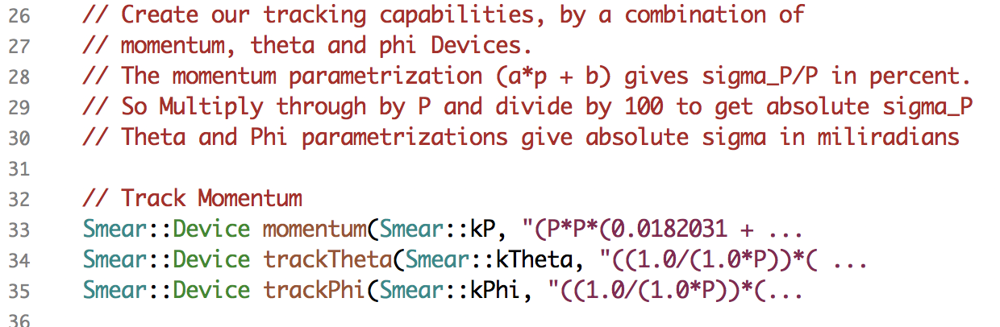 26 // Create our tracking capabilities, by a combination of
27 // momentum, theta and phi Devices.
28 // The momentum parametrization (a*p + b) gives sigma_P/P in percent.
29 // So Multiply through by P and divide by 100 to get absolute sigma_P
30 // Theta and Phi parametrizations give absolute sigma in miliradians
31
32 // Track Momentum
33 Smear::Device momentum(Smear::kP, "(P*P*(0.0182031 + ...
34 Smear::Device trackTheta(Smear::kTheta, "((1.0/(1.0*P))*( ...
35 Smear::Device trackPhi(Smear::kPhi, "((1.0/(1.0*P))*(...
36